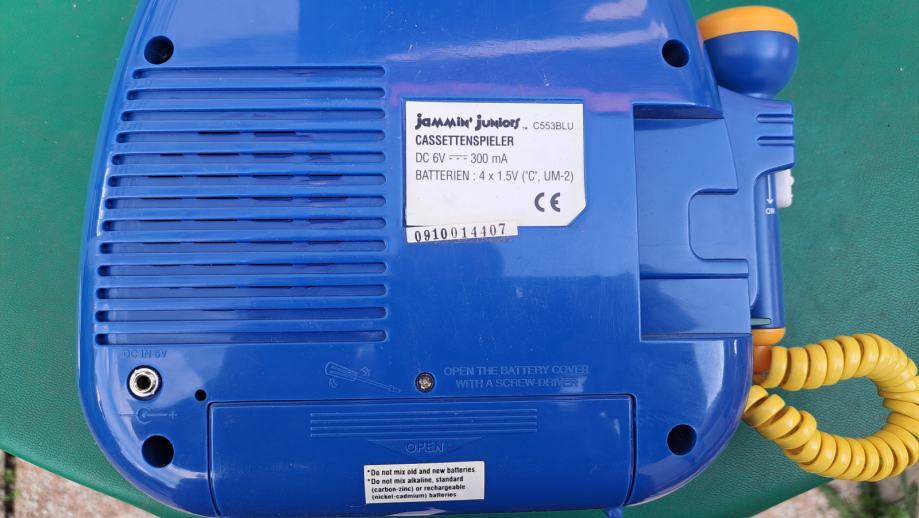 jammin' juniors™ C553BLU
CASSETTENSPIELER
DC 6V ⎓ 300 mA
BATTERIEN : 4 x 1.5V ("C", UM-2)
CE
0910014407
ON
DC IN 6V
OPEN THE BATTERY COVER
WITH A SCREW-DRIVER
OPEN
*Do not mix old and new batteries.
*Do not mix alkaline, standard
(carbon-zinc) or rechargeable
(nickel-cadmium) batteries